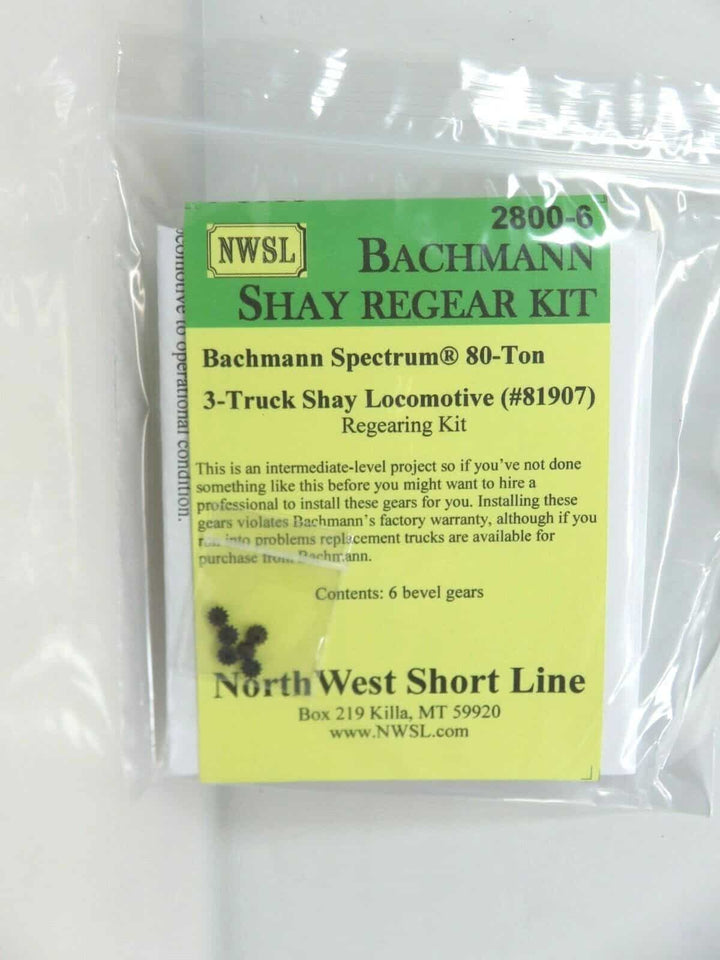 2800-6
NWSL
BACHMANN
SHAY REGEAR KIT
Bachmann Spectrum® 80-Ton
3-Truck Shay Locomotive (#81907)
Regearing Kit
This is an intermediate-level project so if you've not done
something like this before you might want to hire a
professional to install these gears for you. Installing these
gears violates Bachmann's factory warranty, although if you
run into problems replacement trucks are available for
purchase from Bachmann.
Contents: 6 bevel gears
NorthWest Short Line
Box 219 Killa, MT 59920
www.NWSL.com
locomotive to operational condition.